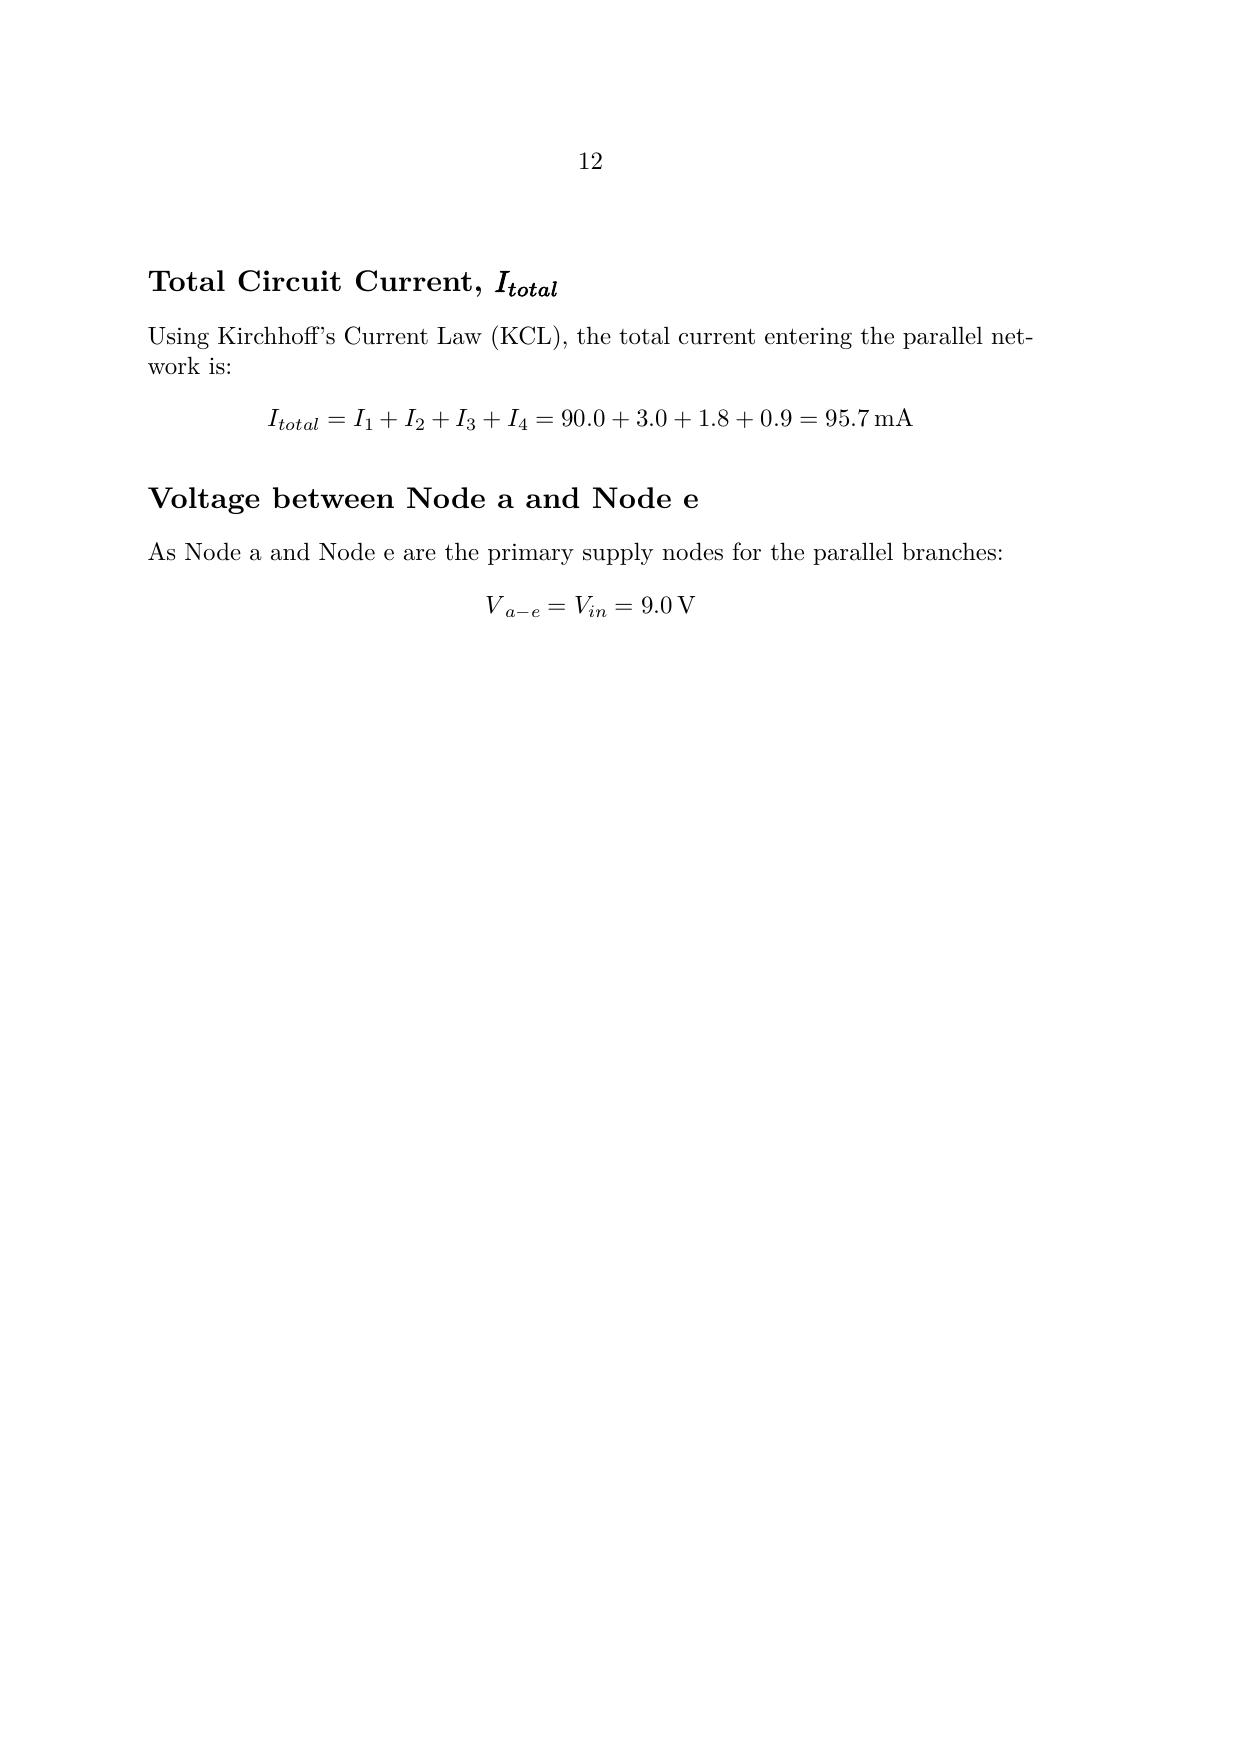 12
Total Circuit Current, I_total
Using Kirchhoff’s Current Law (KCL), the total current entering the parallel net-
work is:
I_total = I_1 + I_2 + I_3 + I_4 = 90.0 + 3.0 + 1.8 + 0.9 = 95.7 mA
Voltage between Node a and Node e
As Node a and Node e are the primary supply nodes for the parallel branches:
V_a−e = V_in = 9.0 V